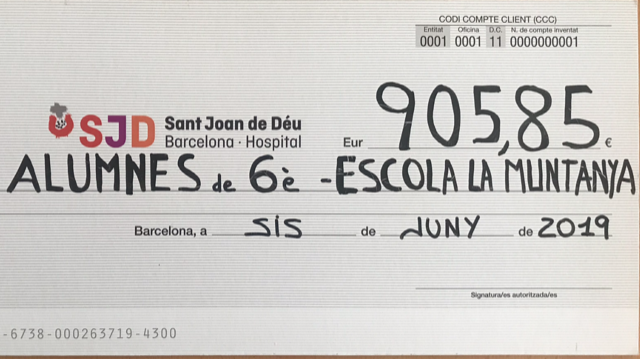 CODI COMPTE CLIENT (CCC)
Entitat Oficina D.C. N. de compte inventat
0001 0001 11 0000000001
SJD Sant Joan de Déu
Barcelona · Hospital
Eur 905,85 €
ALUMNES de 6è - ESCOLA LA MUNTANYA
Barcelona, a SIS de JUNY de 2019
Signatura/es autoritzada/es
-6738-000263719-4300